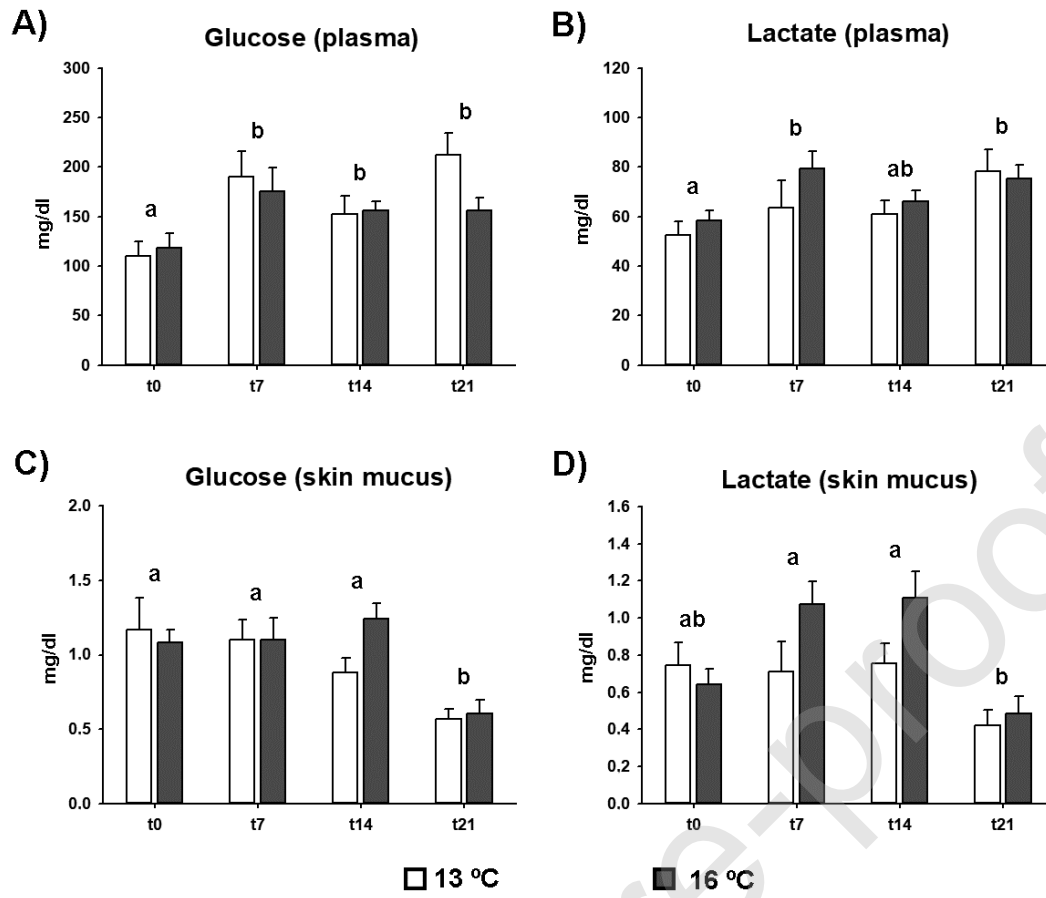 A)
Glucose (plasma)
300
250
200
150
100
50
0
mg/dl
a
b
b
b
t0
t7
t14
t21
B)
Lactate (plasma)
120
100
80
60
40
20
0
mg/dl
a
b
ab
b
t0
t7
t14
t21
C)
Glucose (skin mucus)
2.0
1.5
1.0
0.5
0.0
mg/dl
a
a
a
b
t0
t7
t14
t21
D)
Lactate (skin mucus)
1.6
1.4
1.2
1.0
0.8
0.6
0.4
0.2
0.0
mg/dl
ab
a
a
b
t0
t7
t14
t21
13 ºC
16 ºC
re-proof